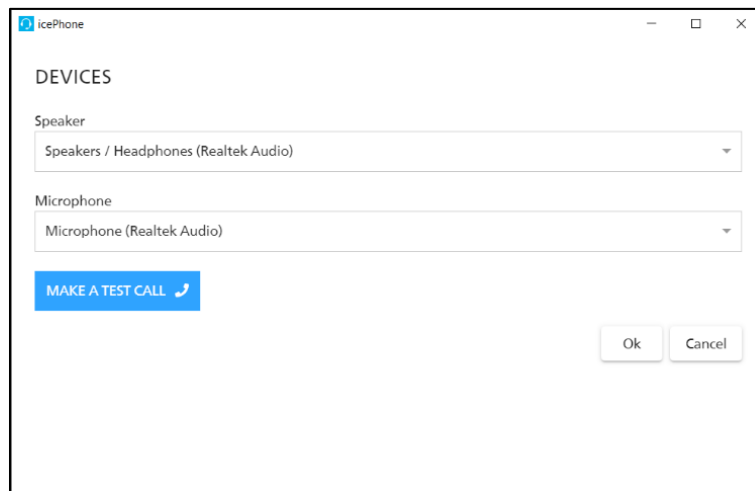 icePhone
DEVICES
Speaker
Speakers / Headphones (Realtek Audio)
Microphone
Microphone (Realtek Audio)
MAKE A TEST CALL
Ok Cancel